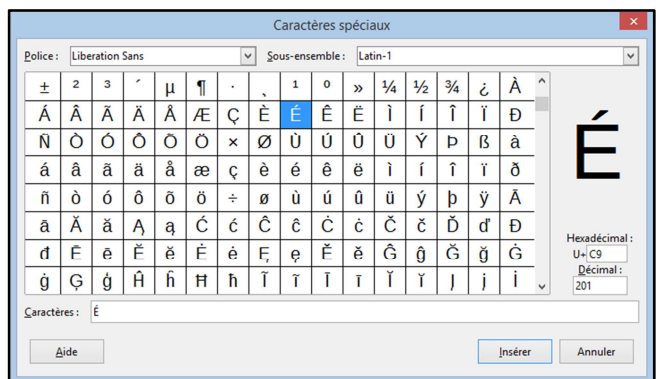 Caractères spéciaux
Police : Liberation Sans Sous-ensemble : Latin-1
± ² ³ ´ µ ¶ · ¸ ¹ º » ¼ ½ ¾ ¿ À
Á Â Ã Ä Å Æ Ç È É Ê Ë Ì Í Î Ï Ð
Ñ Ò Ó Ô Õ Ö × Ø Ù Ú Û Ü Ý Þ ß à
á â ã ä å æ ç è é ê ë ì í î ï ð
ñ ò ó ô õ ö ÷ ø ù ú û ü ý þ ÿ Ā
ā Ă ă Ą ą Ć ć Ĉ ĉ Ċ ċ Č č Ď ď Đ
đ Ē ē Ĕ ĕ Ė ė Ę ę Ě ě Ĝ ĝ Ğ ğ Ġ
ġ Ģ ģ Ĥ ĥ Ħ ħ Ĩ ĩ Ī ī Ĭ ĭ Į į İ
É
Hexadécimal :
U+ C9
Décimal :
201
Caractères : É
Aide Insérer Annuler